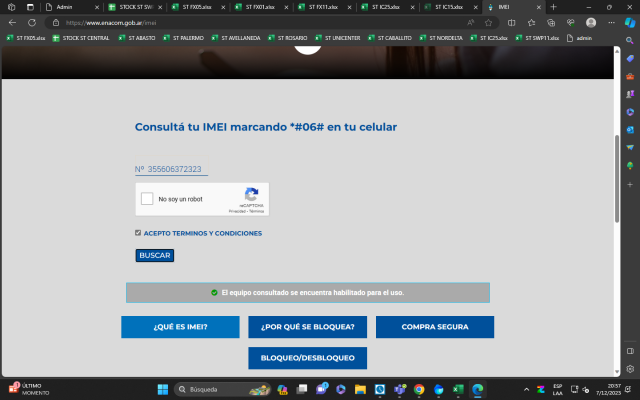 Admin
STOCK ST SWP
ST FX05.xlsx
ST FX01.xlsx
ST FX11.xlsx
ST IC25.xlsx
ST IC15.xlsx
IMEI
https://www.enacom.gob.ar/imei
ST FX05.xlsx
STOCK ST CENTRAL
ST ABASTO
ST PALERMO
ST AVELLANEDA
ST ROSARIO
ST UNICENTER
ST CABALLITO
ST NORDELTA
ST IC25.xlsx
ST SWP11.xlsx
admin
Consultá tu IMEI marcando *#06# en tu celular
Nº 355606372323
No soy un robot
reCAPTCHA
Privacidad - Términos
ACEPTO TERMINOS Y CONDICIONES
BUSCAR
El equipo consultado se encuentra habilitado para el uso.
¿QUÉ ES IMEI?
¿POR QUÉ SE BLOQUEA?
COMPRA SEGURA
BLOQUEO/DESBLOQUEO
ÚLTIMO
MOMENTO
Búsqueda
ESP
LAA
20:57
7/12/2023